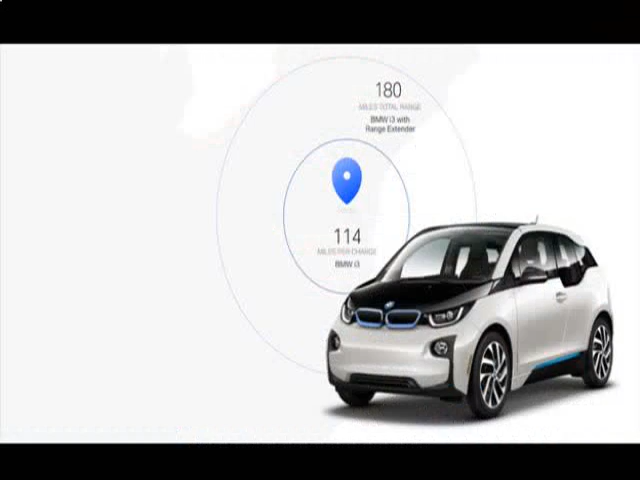 180
MILES TOTAL RANGE
BMW i3 with
Range Extender
114
MILES PER CHARGE
BMW i3